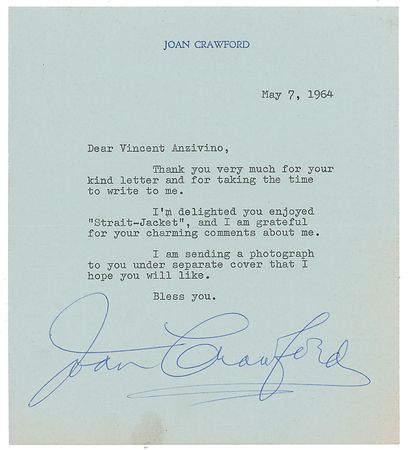 JOAN CRAWFORD
May 7, 1964
Dear Vincent Anzivino,
Thank you very much for your
kind letter and for taking the time
to write to me.
I'm delighted you enjoyed
"Strait-Jacket", and I am grateful
for your charming comments about me.
I am sending a photograph
to you under separate cover that I
hope you will like.
Bless you.
Joan Crawford